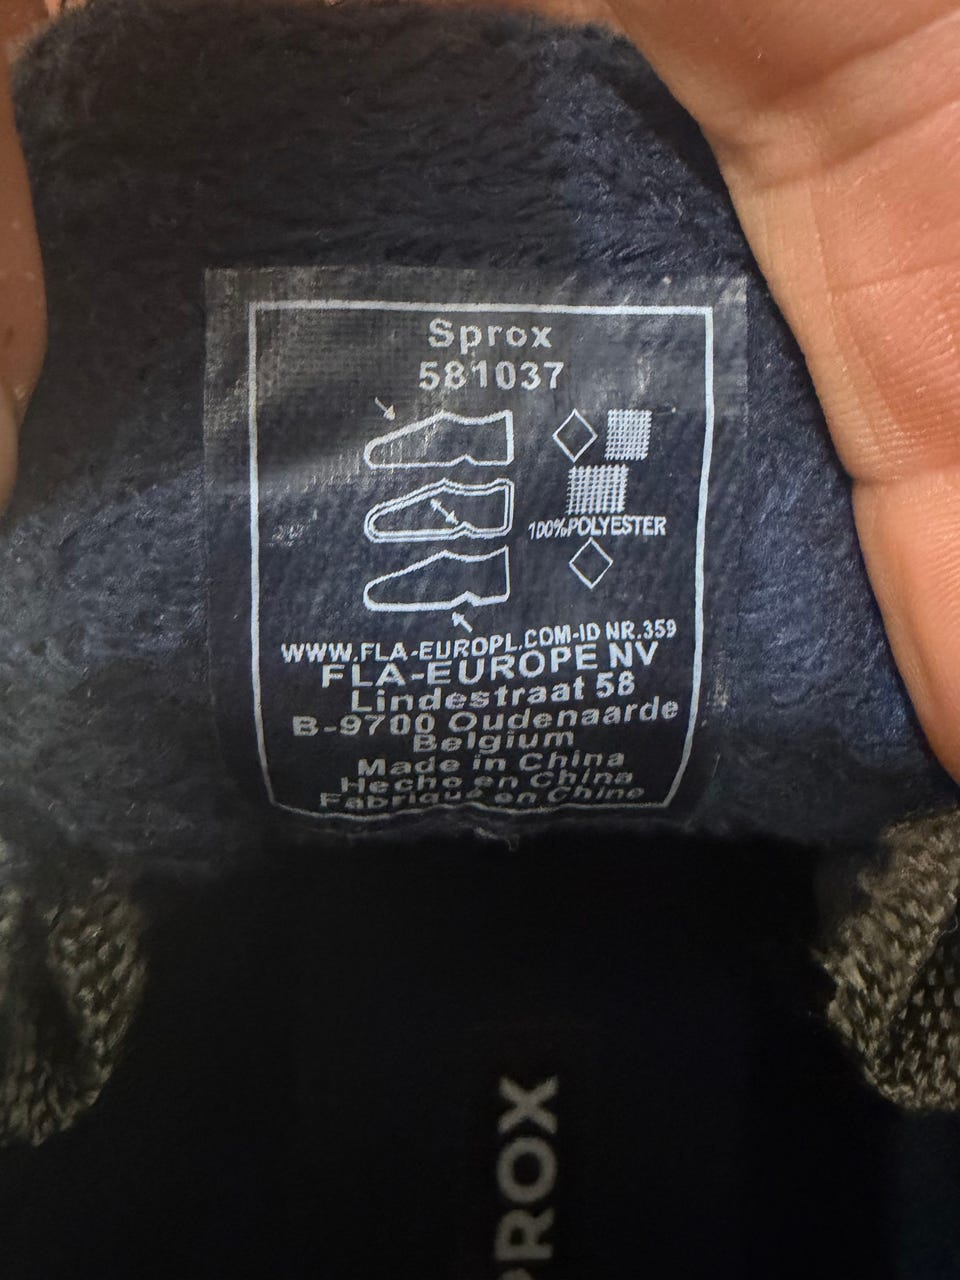 Sprox
581037
100%POLYESTER
WWW.FLA-EUROPL.COM-ID NR.359
FLA-EUROPE NV
Lindestraat 58
B-9700 Oudenaarde
Belgium
Made in China
Hecho en China
Fabriqué en Chine
PROX